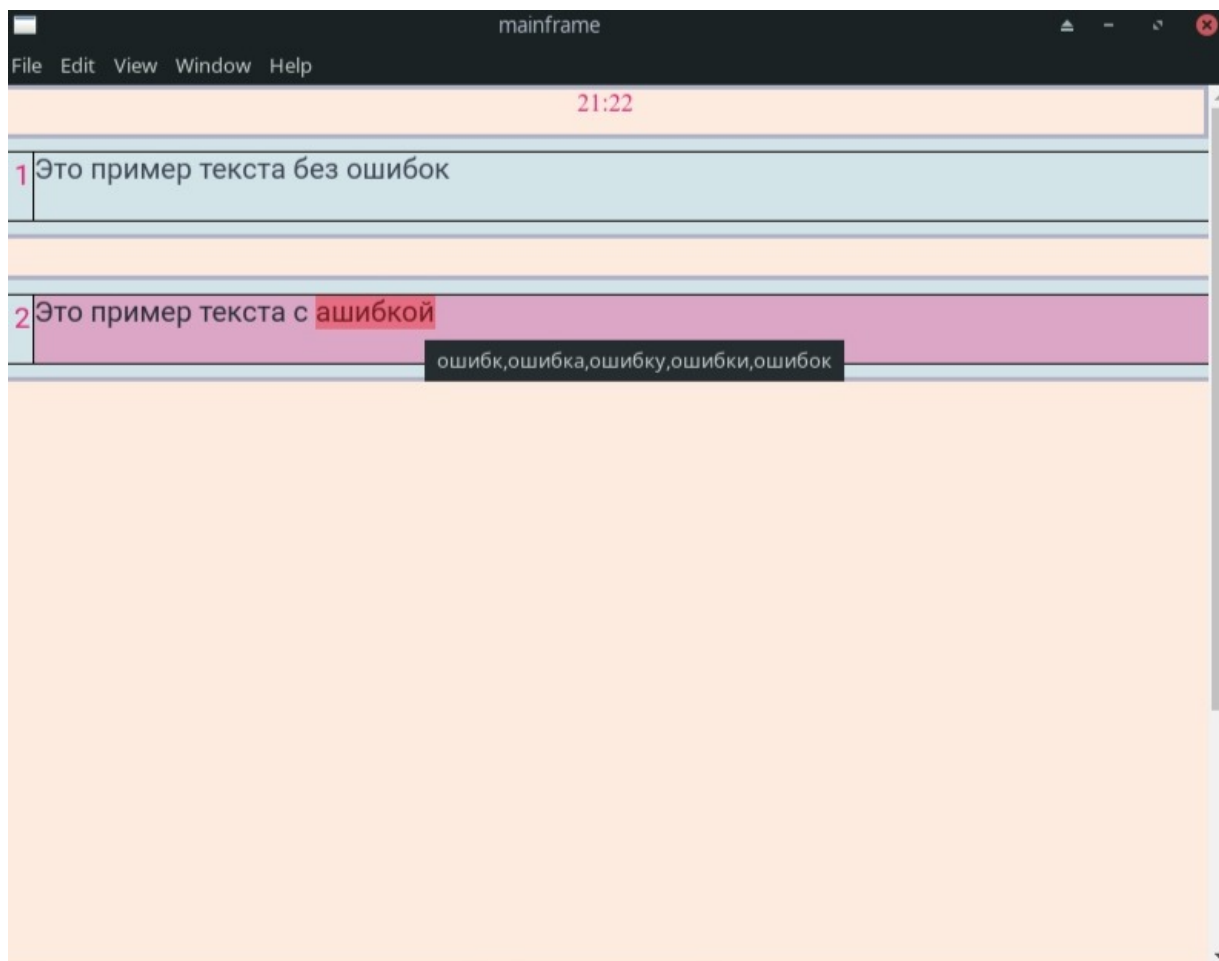 mainframe
File Edit View Window Help
21:22
1 Это пример текста без ошибок
2 Это пример текста с ашибкой
ошибк,ошибка,ошибку,ошибки,ошибок